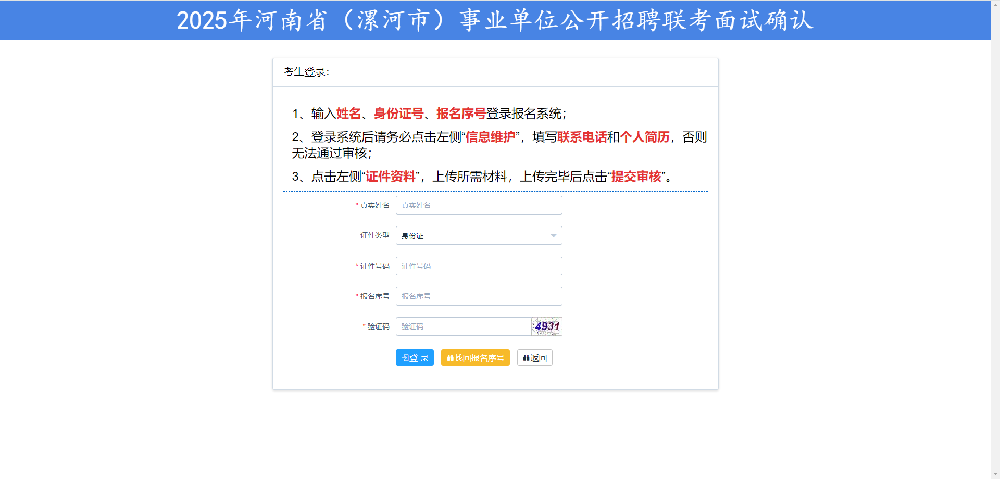 2025年河南省（漯河市）事业单位公开招聘联考面试确认
考生登录：
1、输入姓名、身份证号、报名序号登录报名系统；
2、登录系统后请务必点击左侧“信息维护”，填写联系电话和个人简历，否则
无法通过审核；
3、点击左侧“证件资料”，上传所需材料，上传完毕后点击“提交审核”。
* 真实姓名 真实姓名
证件类型 身份证
* 证件号码 证件号码
* 报名序号 报名序号
* 验证码 验证码 4931
登 录 找回报名序号 返回